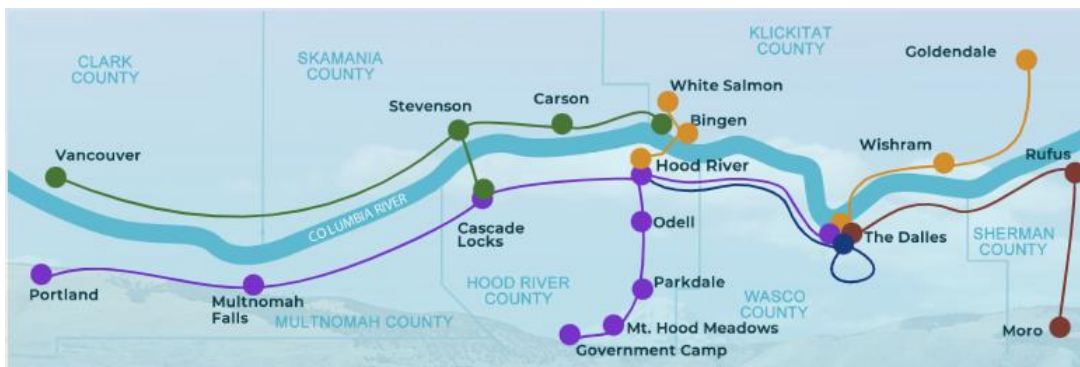 CLARK
COUNTY
SKAMANIA
COUNTY
KLICKITAT
COUNTY
Goldendale
White Salmon
Stevenson
Carson
Bingen
Vancouver
Wishram
Rufus
Hood River
COLUMBIA RIVER
Cascade
Locks
Odell
The Dalles
SHERMAN
COUNTY
Portland
Multnomah
Falls
HOOD RIVER
COUNTY
Parkdale
WASCO
COUNTY
MULTNOMAH COUNTY
Mt. Hood Meadows
Government Camp
Moro